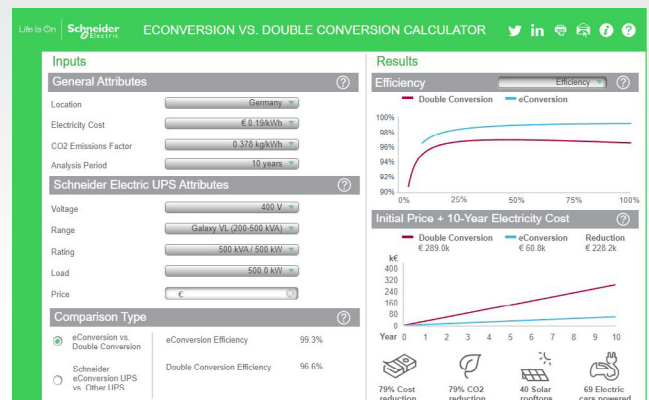 Life Is On
Schneider
Electric
ECONVERSION VS. DOUBLE CONVERSION CALCULATOR
Inputs
General Attributes
Location
Germany
Electricity Cost
€ 0.19/kWh
CO2 Emissions Factor
0.378 kg/kWh
Analysis Period
10 years
Schneider Electric UPS Attributes
Voltage
400 V
Range
Galaxy VL (200-500 kVA)
Rating
500 kVA / 500 kW
Load
500.0 kW
Price
€
Comparison Type
eConversion vs.
Double Conversion
eConversion Efficiency
99.3%
Double Conversion Efficiency
96.6%
Schneider
eConversion UPS
vs. Other UPS
Results
Efficiency
Efficiency
Double Conversion
eConversion
100%
98%
96%
94%
92%
90%
0%
25%
50%
75%
100%
Initial Price + 10-Year Electricity Cost
Double Conversion
€ 289.0k
eConversion
€ 60.8k
Reduction
€ 228.2k
k€
400
320
240
160
80
0
Year 0 1 2 3 4 5 6 7 8 9 10
79% Cost
reduction
79% CO2
reduction
40 Solar
rooftops
69 Electric
cars powered